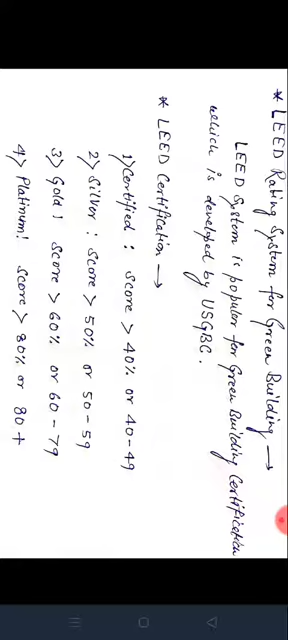 * LEED Rating System for Green Building →
LEED System is populer for Green Building Certification
which is developed by USGBC.
* LEED Certification →
1) Certified : Score > 40% or 40-49
2) Silver : Score > 50% or 50-59
3) Gold : Score > 60% or 60-79
4) Platinum : Score > 80% or 80+